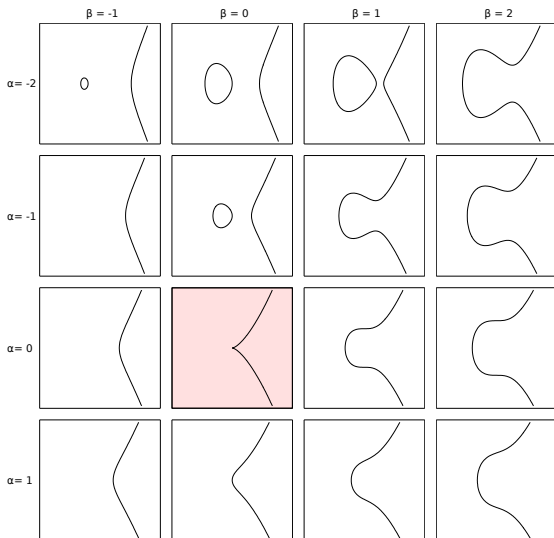 β = -1
β = 0
β = 1
β = 2
α= -2
α= -1
α= 0
α= 1